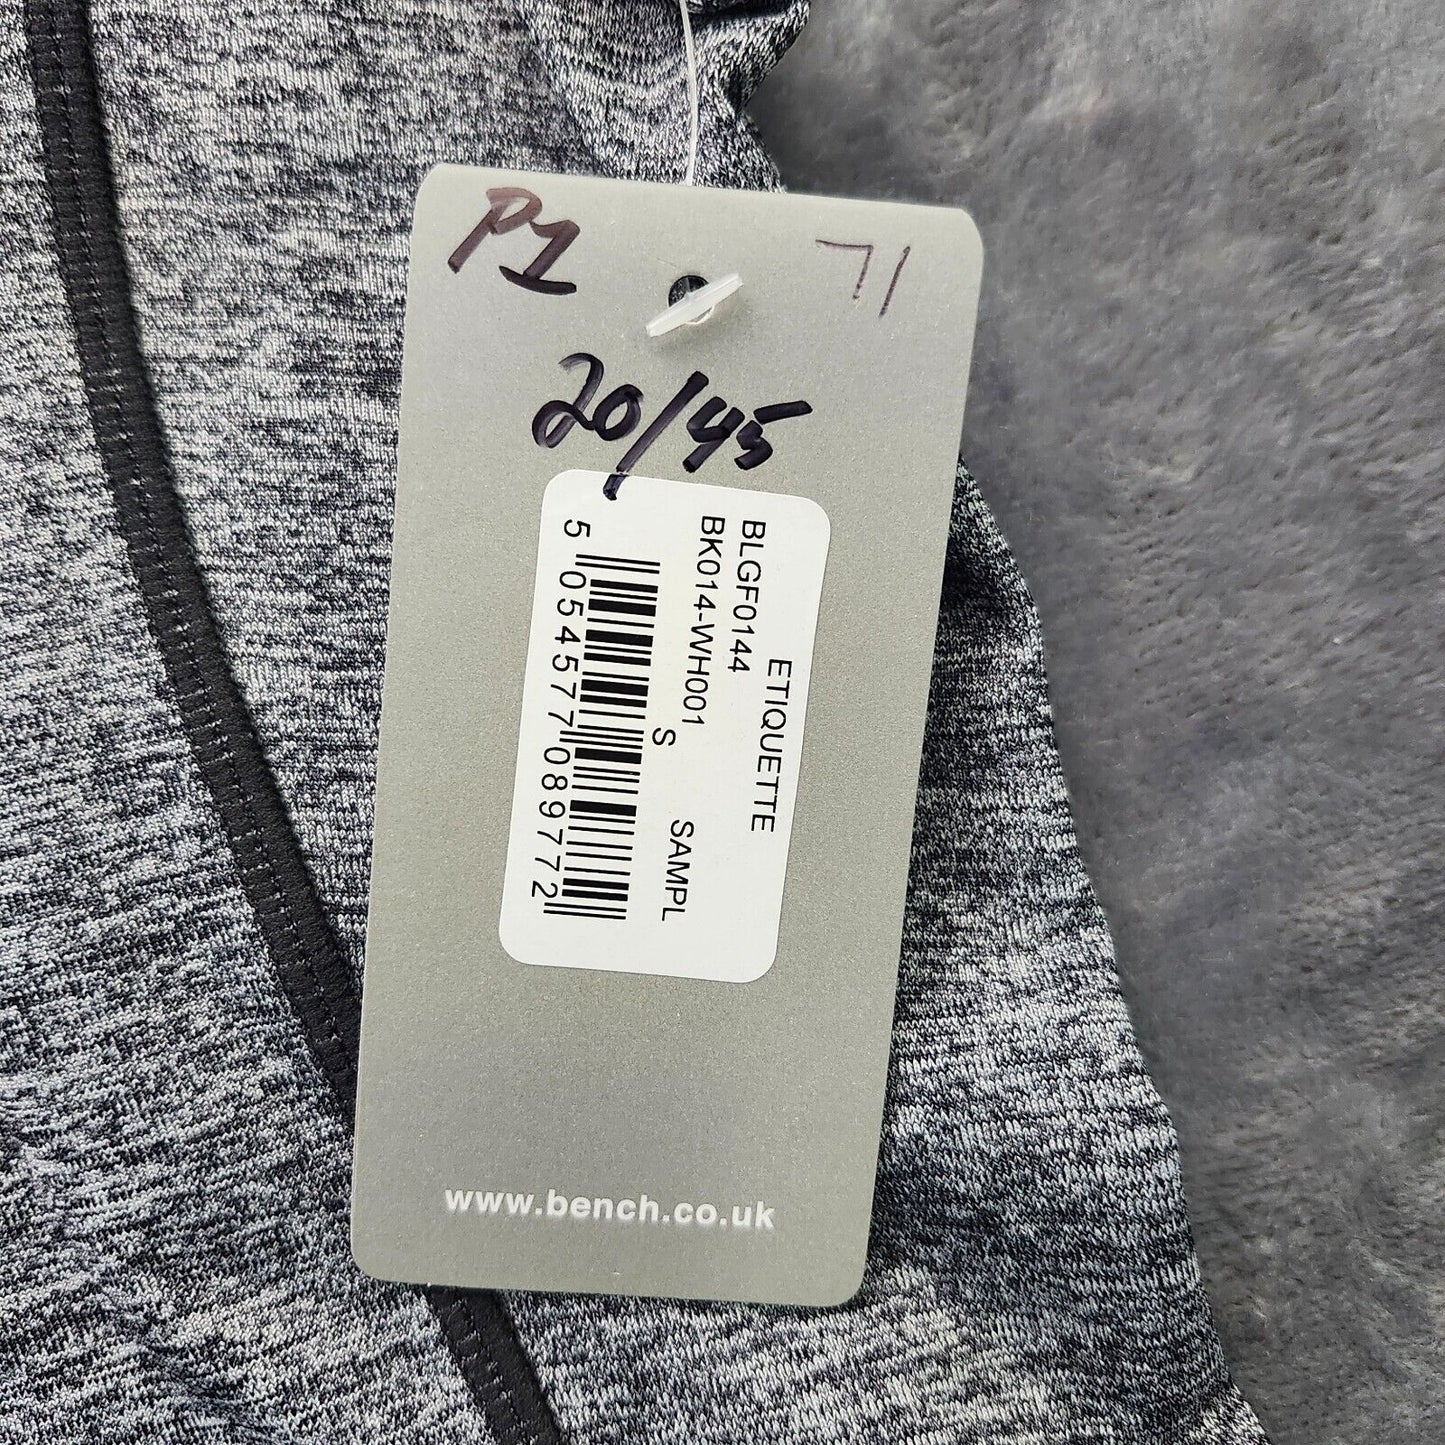 P1
71
20/45
ETIQUETTE
BLGF0144
BK014-WH001
S SAMPL
5 054577 089772
www.bench.co.uk